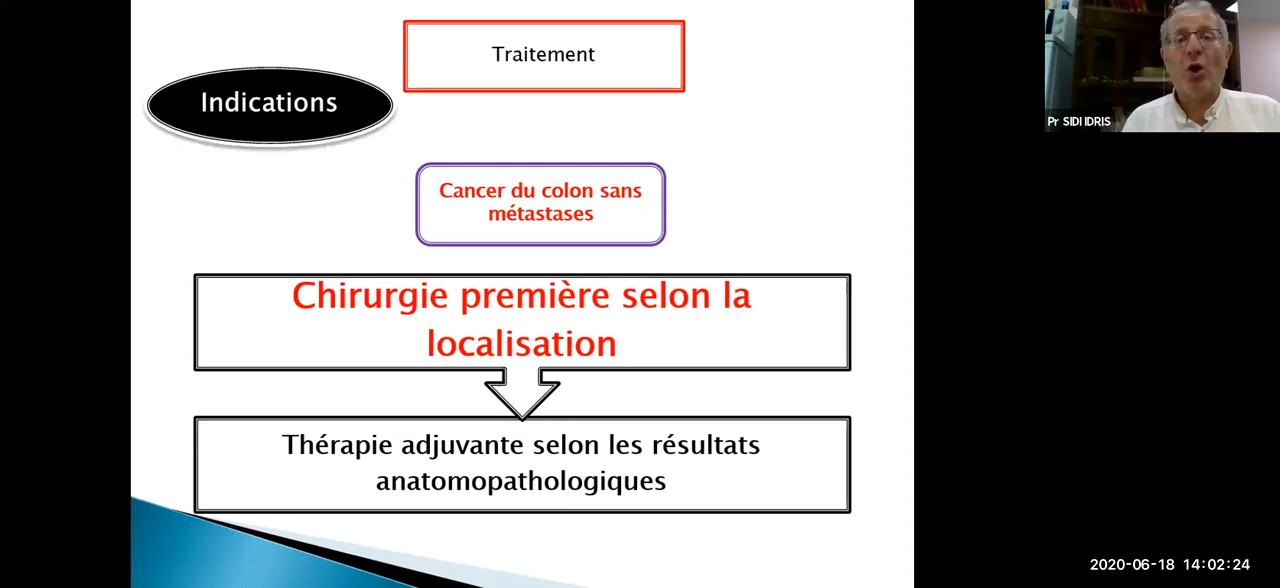 Traitement
Indications
Cancer du colon sans
métastases
Chirurgie première selon la
localisation
Thérapie adjuvante selon les résultats
anatomopathologiques
Pr SIDI IDRIS
2020-06-18 14:02:24